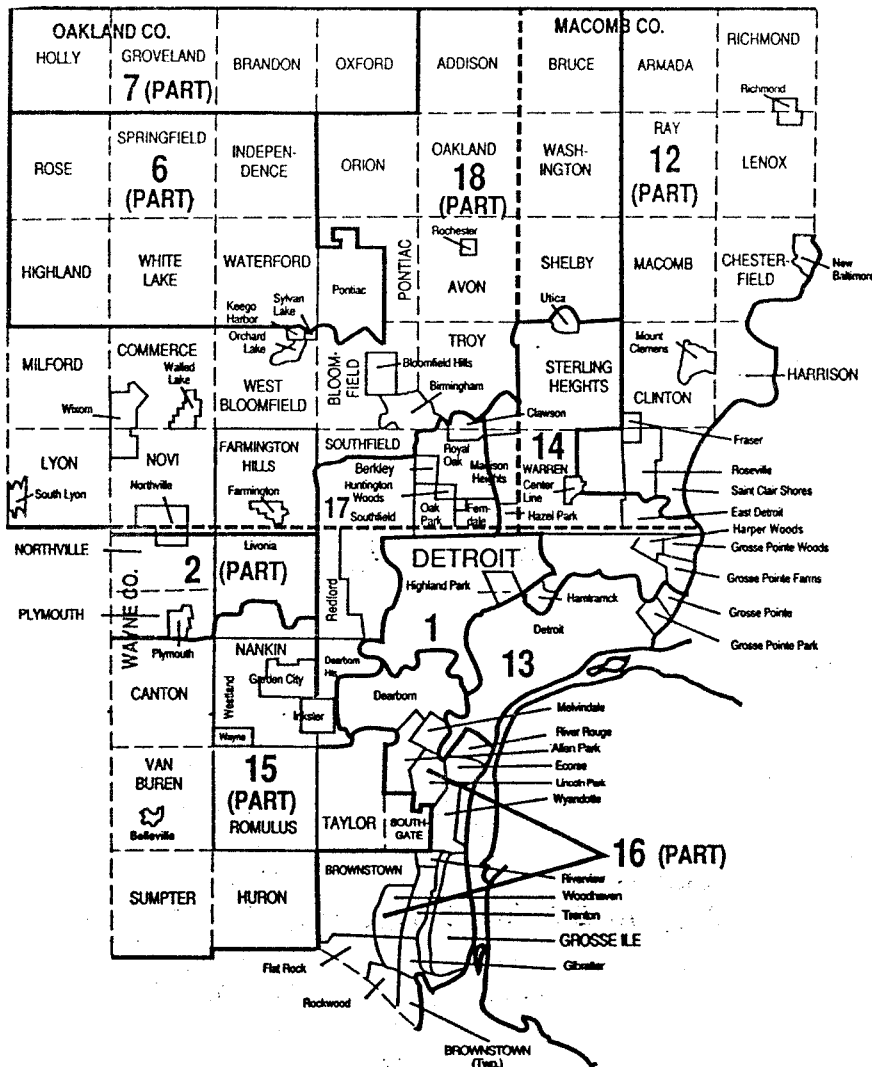 OAKLAND CO.
MACOMB CO.
HOLLY
GROVELAND
7 (PART)
BRANDON
OXFORD
ADDISON
BRUCE
ARMADA
RICHMOND
Richmond
ROSE
SPRINGFIELD
6
(PART)
INDEPEN-
DENCE
ORION
OAKLAND
18
(PART)
WASH-
INGTON
RAY
12
(PART)
LENOX
HIGHLAND
WHITE
LAKE
WATERFORD
Pontiac
PONTIAC
Rochester
AVON
SHELBY
MACOMB
CHESTER-
FIELD
New
Baltimore
Keego
Harbor
Sylvan
Lake
Orchard
Lake
Utica
MILFORD
COMMERCE
Walled
Lake
Wixom
WEST
BLOOMFIELD
BLOOM-
FIELD
TROY
Bloomfield Hills
Birmingham
STERLING
HEIGHTS
Mount
Clemens
HARRISON
CLINTON
Clawson
Fraser
LYON
South Lyon
NOVI
Northville
FARMINGTON
HILLS
Farmington
SOUTHFIELD
Royal
Oak
Berkley
Huntington
Woods
17
Southfield
Oak
Park
Madison
Heights
Fern-
dale
Hazel Park
14
WARREN
Center
Line
Roseville
Saint Clair Shores
East Detroit
Harper Woods
Grosse Pointe Woods
Grosse Pointe Farms
Grosse Pointe
Grosse Pointe Park
NORTHVILLE
WAYNE CO.
2
(PART)
Livonia
Redford
DETROIT
Highland Park
Hamtramck
Detroit
1
13
PLYMOUTH
Plymouth
CANTON
NANKIN
Garden City
Westland
Wayne
Inkster
Dearborn
Hts
Dearborn
Melvindale
River Rouge
Allen Park
Ecorse
Lincoln Park
Wyandotte
VAN
BUREN
Belleville
15
(PART)
ROMULUS
TAYLOR
SOUTH-
GATE
16 (PART)
SUMPTER
HURON
BROWNSTOWN
Riverview
Woodhaven
Trenton
GROSSE ILE
Gibralter
Flat Rock
Rockwood
BROWNSTOWN
(Twp.)